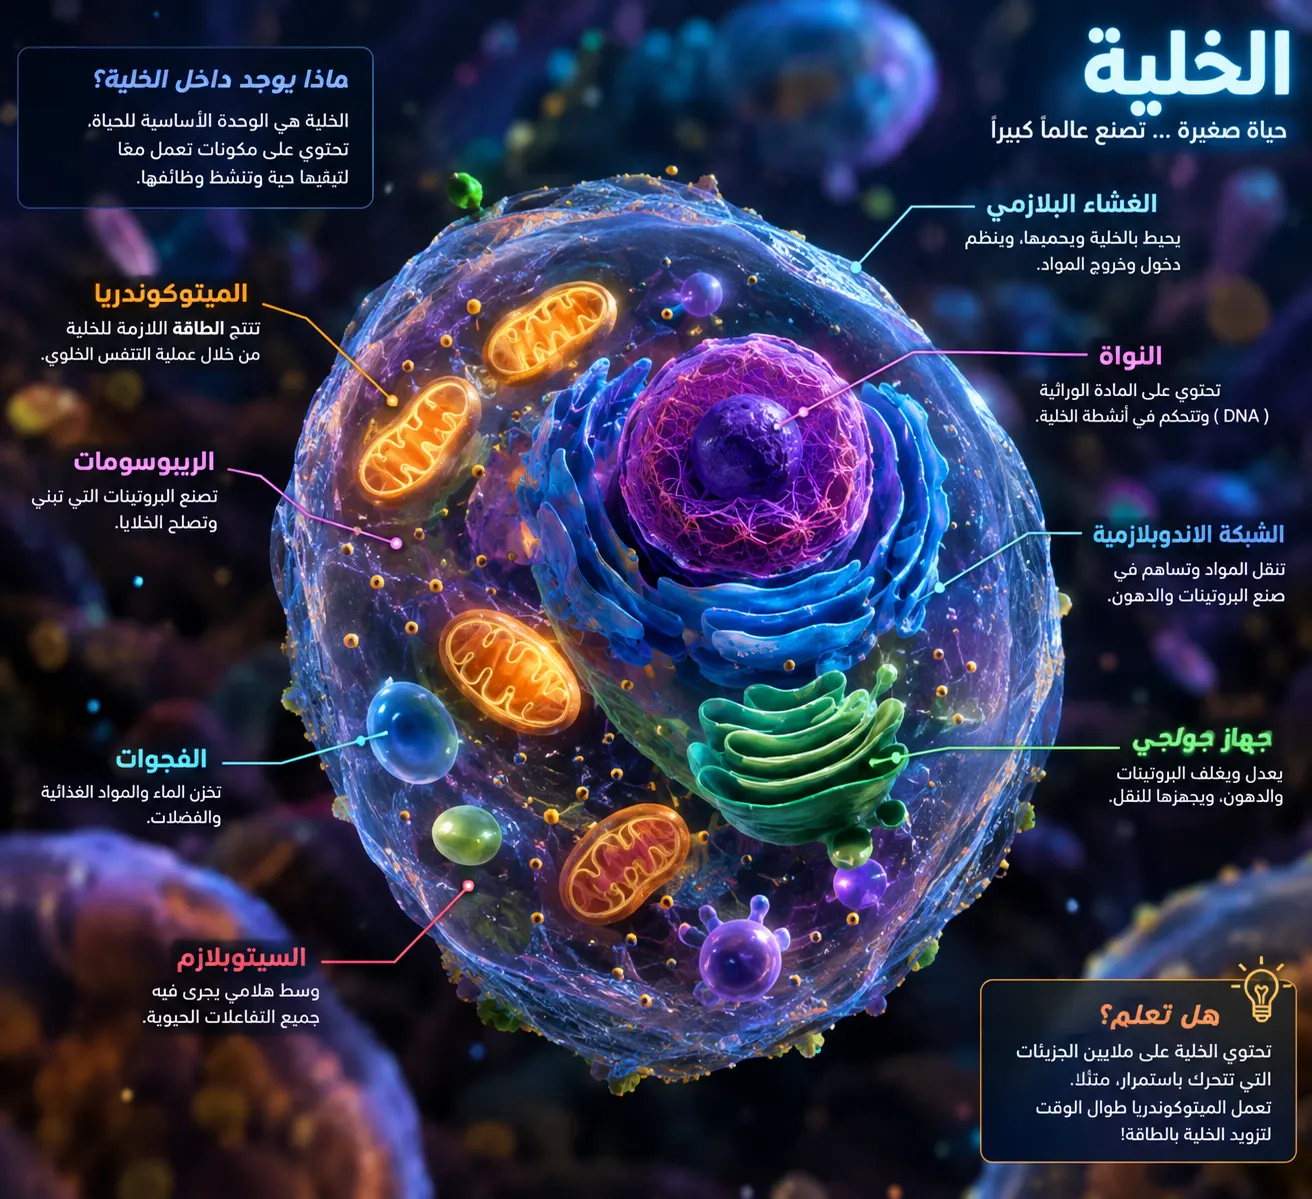 الخلية
حياة صغيرة ... تصنع عالماً كبيراً
ماذا يوجد داخل الخلية؟
الخلية هي الوحدة الأساسية للحياة،
تحتوي على مكونات تعمل معًا
لتيقيها حية وتنشظ وظائفها.
الغشاء البلازمي
يحيط بالخلية ويحميها، وينظم
دخول وخروج المواد.
النواة
تحتوي على المادة الوراثية
( DNA ) وتتحكم في أنشطة الخلية.
الشبكة الاندوبلازمية
تنقل المواد وتساهم في
صنع البروتينات والدهون.
جهاز جولجي
يعدل ويغلف البروتينات
والدهون، ويجهزها للنقل.
الميتوكوندريا
تنتج الطاقة اللازمة للخلية
من خلال عملية التنفس الخلوي.
الريبوسومات
تصنع البروتينات التي تبني
وتصلح الخلايا.
الفجوات
تخزن الماء والمواد الغذائية
والفضلات.
السيتوبلازم
وسط هلامي يجرى فيه
جميع التفاعلات الحيوية.
هل تعلم؟
تحتوي الخلية على ملايين الجزيئات
التي تتحرك باستمرار، متئلا.
تعمل الميتوكوندريا طوال الوقت
لتزويد الخلية بالطاقة!